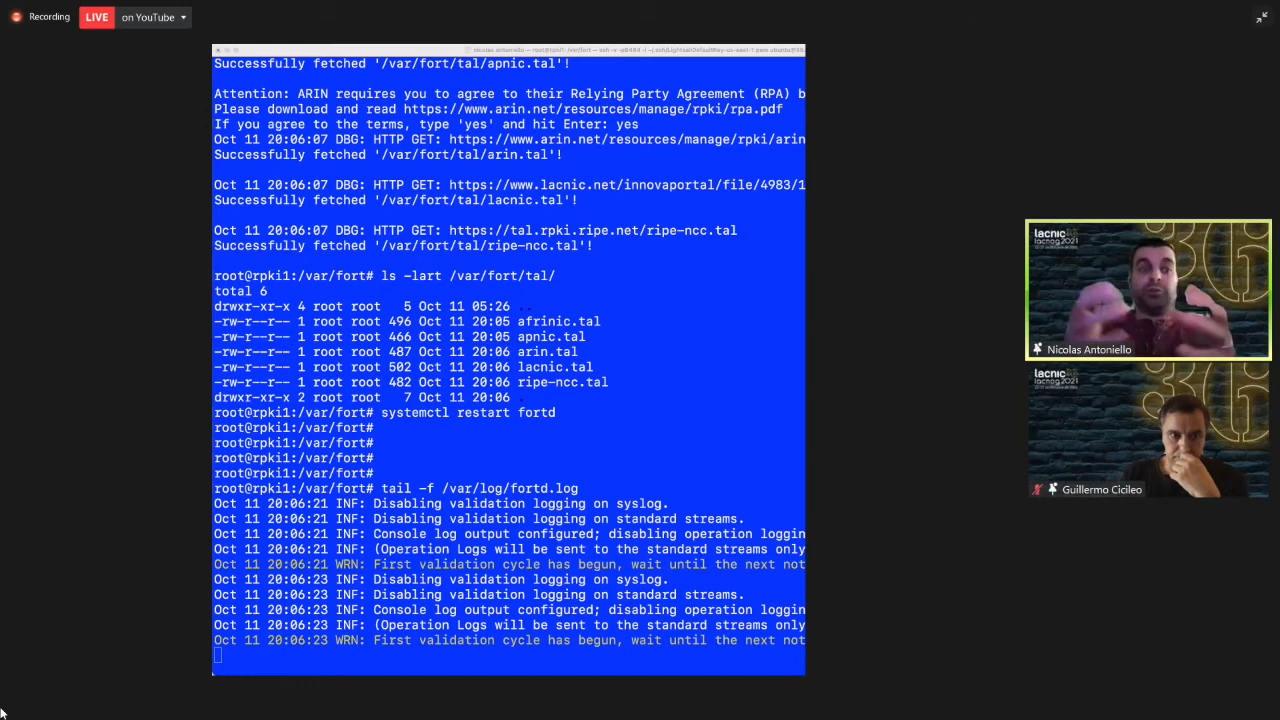 Recording
LIVE
on YouTube
Successfully fetched '/var/fort/tal/apnic.tal'!
Attention: ARIN requires you to agree to their Relying Party Agreement (RPA) b
Please download and read https://www.arin.net/resources/manage/rpki/rpa.pdf
If you agree to the terms, type 'yes' and hit Enter: yes
Oct 11 20:06:07 DBG: HTTP GET: https://www.arin.net/resources/manage/rpki/arin
Successfully fetched '/var/fort/tal/arin.tal'!
Oct 11 20:06:07 DBG: HTTP GET: https://www.lacnic.net/innovaportal/file/4983/1
Successfully fetched '/var/fort/tal/lacnic.tal'!
Oct 11 20:06:07 DBG: HTTP GET: https://tal.rpki.ripe.net/ripe-ncc.tal
Successfully fetched '/var/fort/tal/ripe-ncc.tal'!
root@rpki1:/var/fort# ls -lart /var/fort/tal/
total 6
drwxr-xr-x 4 root root   5 Oct 11 05:26 ..
-rw-r--r-- 1 root root 496 Oct 11 20:05 afrinic.tal
-rw-r--r-- 1 root root 466 Oct 11 20:05 apnic.tal
-rw-r--r-- 1 root root 487 Oct 11 20:06 arin.tal
-rw-r--r-- 1 root root 502 Oct 11 20:06 lacnic.tal
-rw-r--r-- 1 root root 482 Oct 11 20:06 ripe-ncc.tal
drwxr-xr-x 2 root root   7 Oct 11 20:06 .
root@rpki1:/var/fort# systemctl restart fortd
root@rpki1:/var/fort#
root@rpki1:/var/fort#
root@rpki1:/var/fort#
root@rpki1:/var/fort#
root@rpki1:/var/fort# tail -f /var/log/fortd.log
Oct 11 20:06:21 INF: Disabling validation logging on syslog.
Oct 11 20:06:21 INF: Disabling validation logging on standard streams.
Oct 11 20:06:21 INF: Console log output configured; disabling operation loggin
Oct 11 20:06:21 INF: (Operation Logs will be sent to the standard streams only
Oct 11 20:06:21 WRN: First validation cycle has begun, wait until the next not
Oct 11 20:06:23 INF: Disabling validation logging on syslog.
Oct 11 20:06:23 INF: Disabling validation logging on standard streams.
Oct 11 20:06:23 INF: Console log output configured; disabling operation loggin
Oct 11 20:06:23 INF: (Operation Logs will be sent to the standard streams only
Oct 11 20:06:23 WRN: First validation cycle has begun, wait until the next not
lacnic36
lacnog2021
Nicolas Antoniello
lacnic36
lacnog2021
Guillermo Cicileo